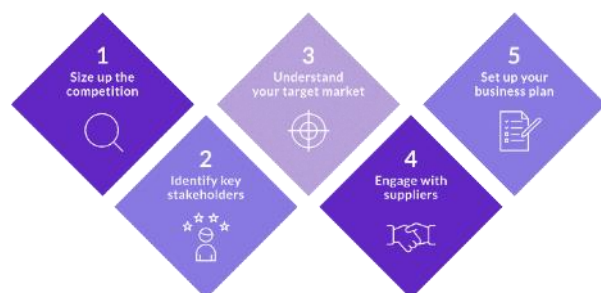 1
Size up the
competition
2
Identify key
stakeholders
3
Understand
your target market
4
Engage with
suppliers
5
Set up your
business plan